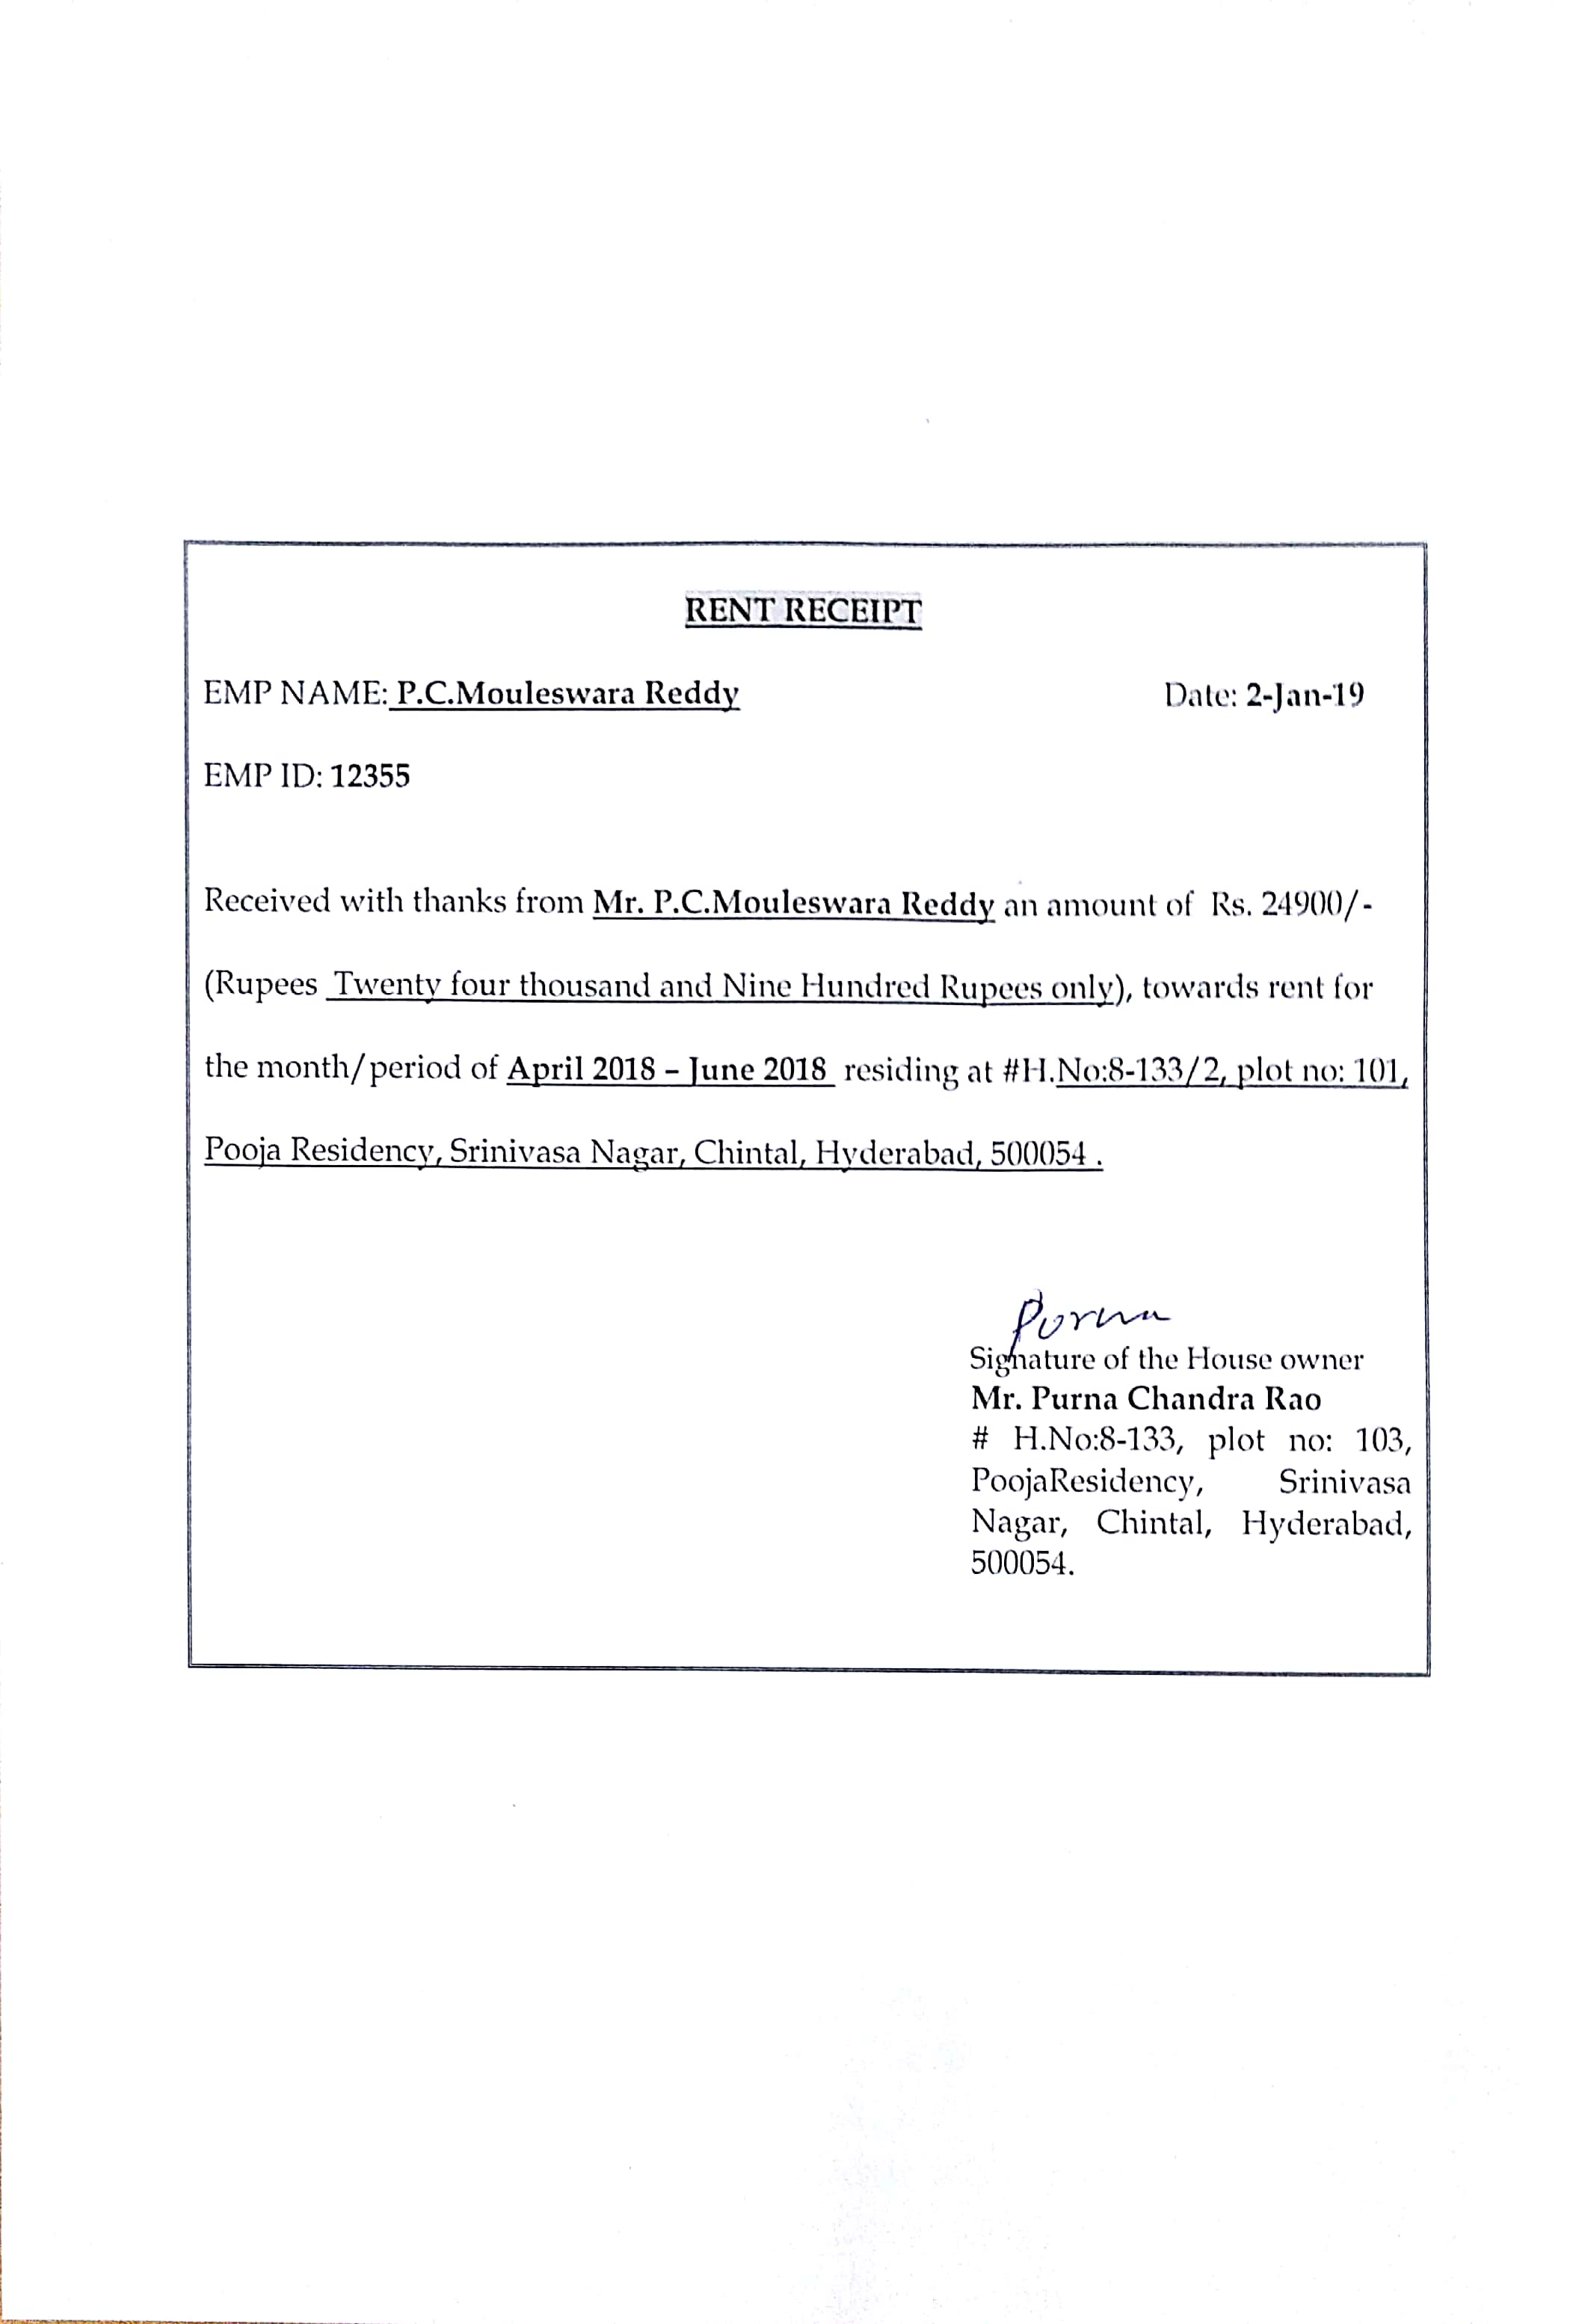 RENT RECEIPT
EMP NAME: P.C.Mouleswara Reddy Date: 2-Jan-19
EMP ID: 12355
Received with thanks from Mr. P.C.Mouleswara Reddy an amount of Rs. 24900/-
(Rupees Twenty four thousand and Nine Hundred Rupees only), towards rent for
the month/period of April 2018 – June 2018 residing at #H.No:8-133/2, plot no: 101,
Pooja Residency, Srinivasa Nagar, Chintal, Hyderabad, 500054 .
Purna
Signature of the House owner
Mr. Purna Chandra Rao
# H.No:8-133, plot no: 103,
PoojaResidency, Srinivasa
Nagar, Chintal, Hyderabad,
500054.